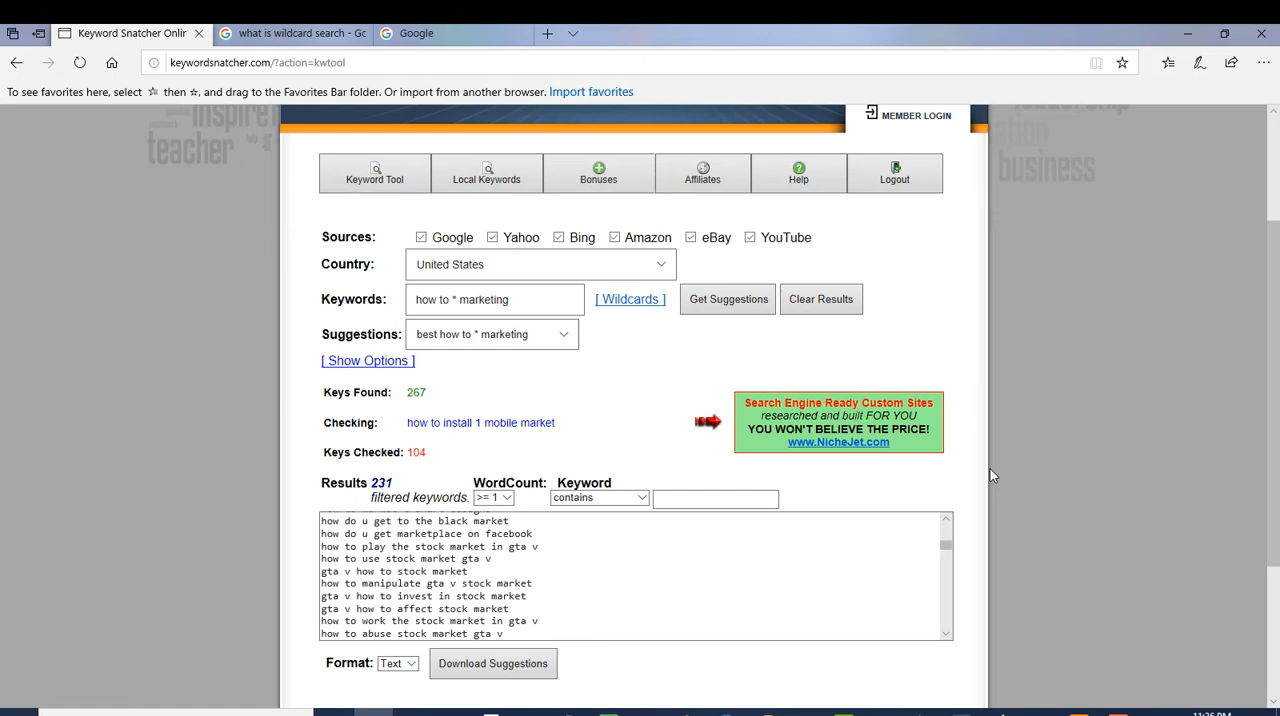 Keyword Snatcher Onlir
what is wildcard search - Gc
Google
keywordsnatcher.com/?action=kwtool
To see favorites here, select ☆ then ☆, and drag to the Favorites Bar folder. Or import from another browser. Import favorites
inspire
teacher
business
MEMBER LOGIN
Keyword Tool
Local Keywords
Bonuses
Affiliates
Help
Logout
Sources: Google Yahoo Bing Amazon eBay YouTube
Country: United States
Keywords: how to * marketing [ Wildcards ] Get Suggestions Clear Results
Suggestions: best how to * marketing
[ Show Options ]
Keys Found: 267
Checking: how to install 1 mobile market
Keys Checked: 104
Search Engine Ready Custom Sites
researched and built FOR YOU
YOU WON'T BELIEVE THE PRICE!
www.NicheJet.com
Results 231 WordCount: Keyword
filtered keywords. >= 1 contains
how do u get to the black market
how do u get marketplace on facebook
how to play the stock market in gta v
how to use stock market gta v
gta v how to stock market
how to manipulate gta v stock market
gta v how to invest in stock market
gta v how to affect stock market
how to work the stock market in gta v
how to abuse stock market gta v
Format: Text Download Suggestions